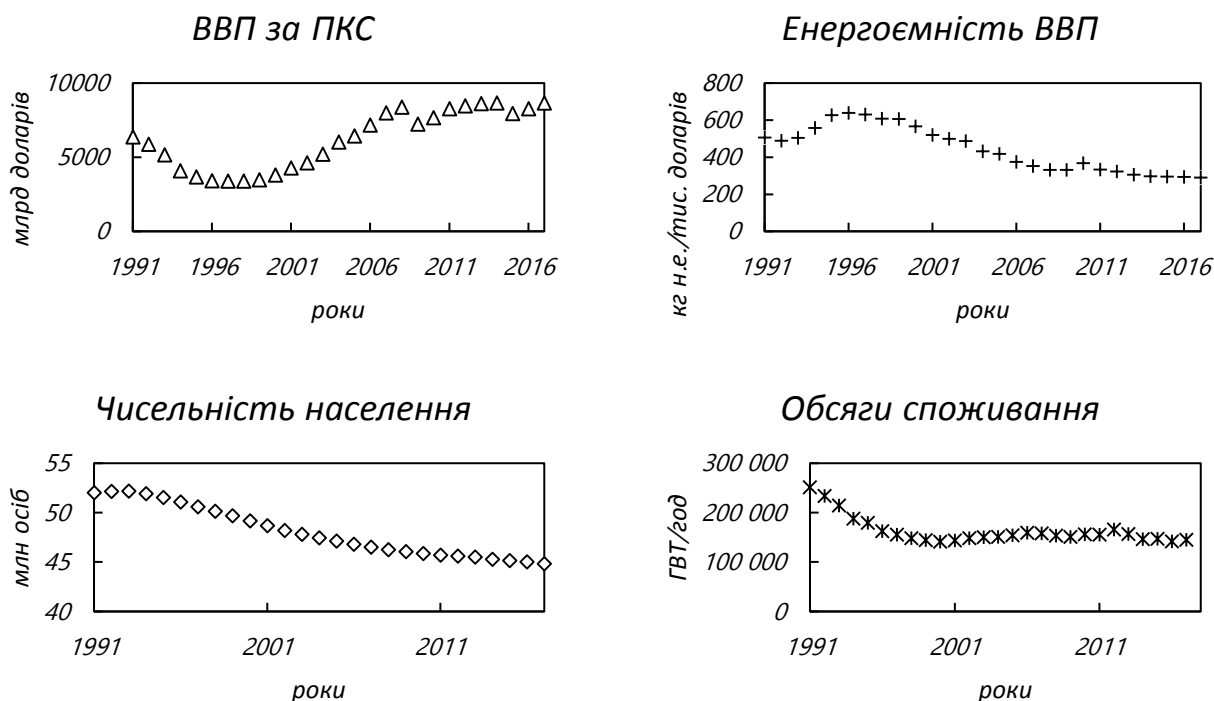 ВВП за ПКС
млрд доларів
10000
5000
0
1991 1996 2001 2006 2011 2016
роки
Енергоємність ВВП
кг н.е./тис. доларів
800
600
400
200
0
1991 1996 2001 2006 2011 2016
роки
Чисельність населення
млн осіб
55
50
45
40
1991 2001 2011
роки
Обсяги споживання
ГВТ/год
300 000
200 000
100 000
0
1991 2001 2011
роки